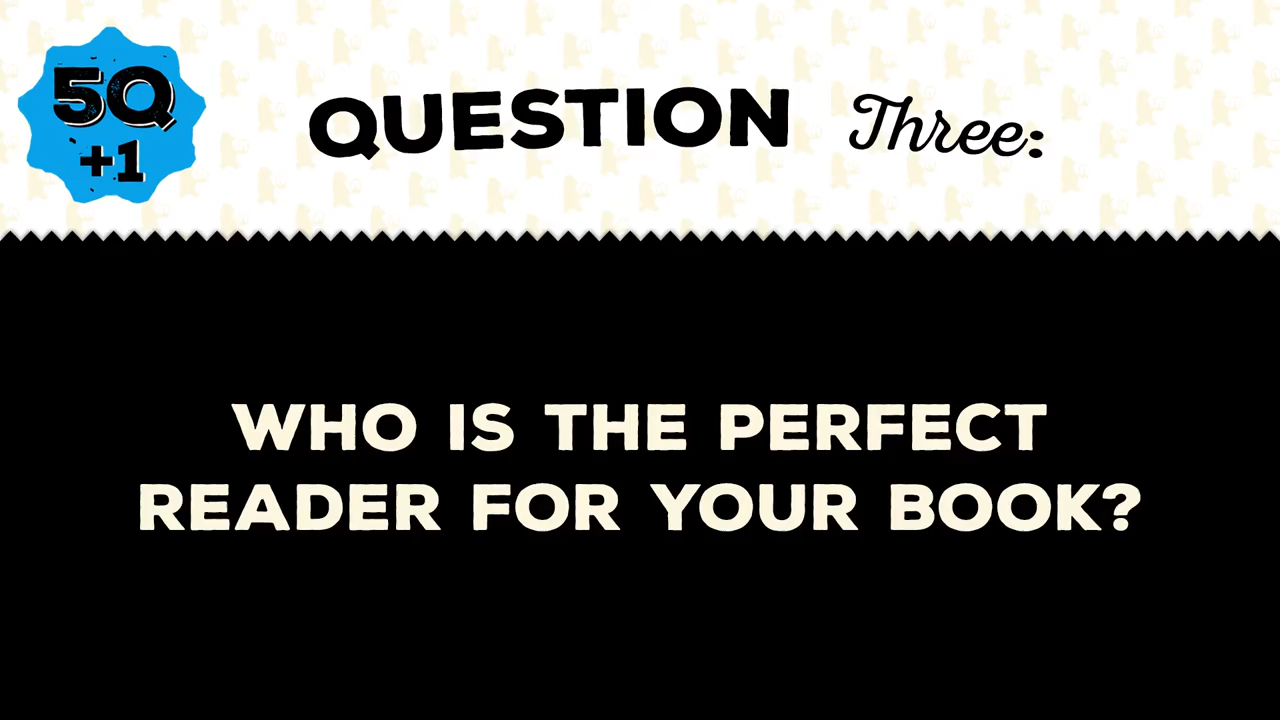 5Q
+1
QUESTION Three:
WHO IS THE PERFECT
READER FOR YOUR BOOK?